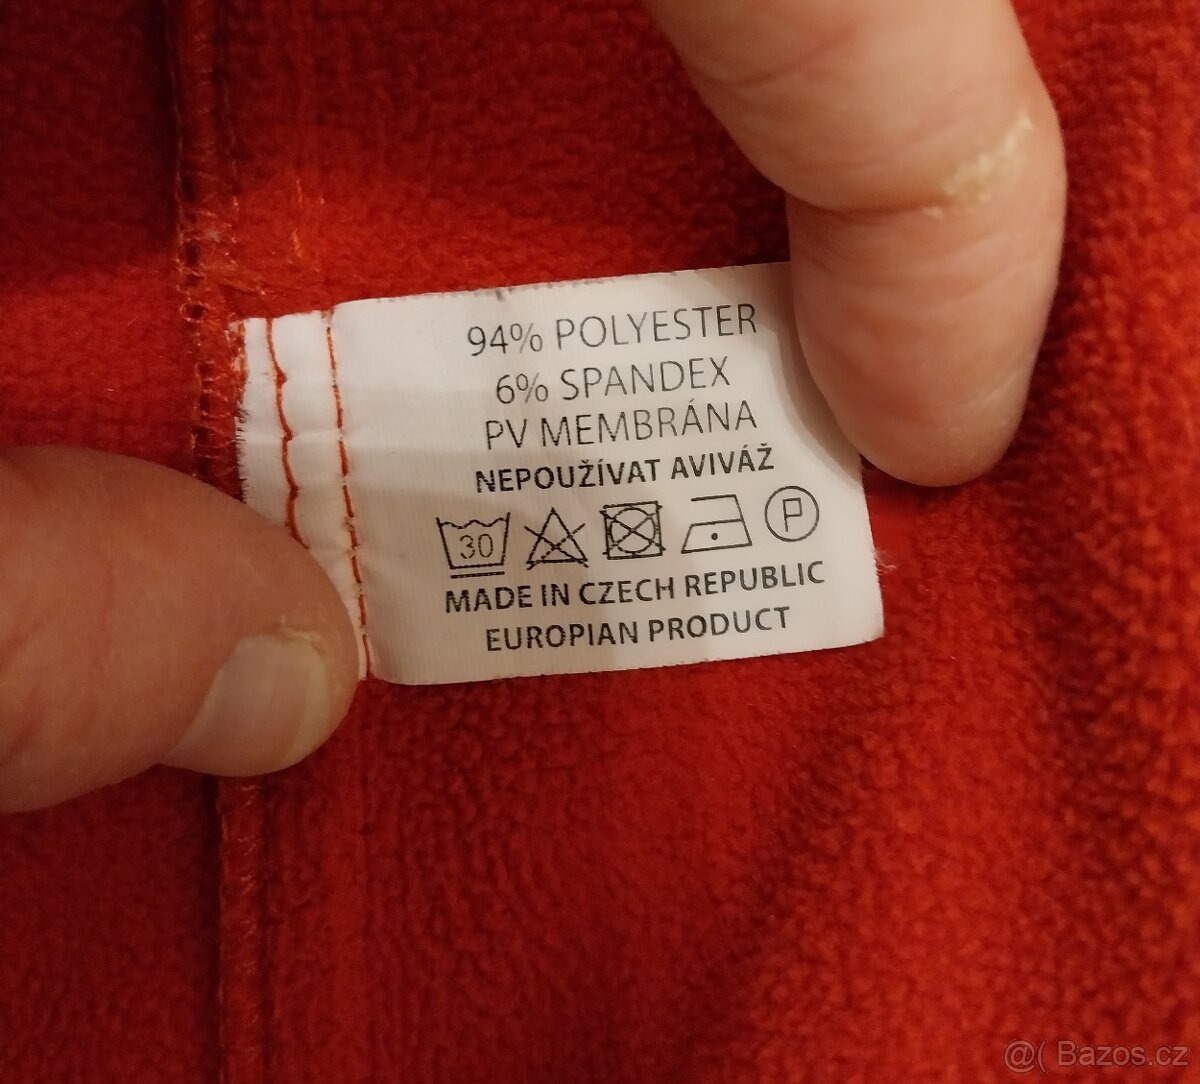 94% POLYESTER
6% SPANDEX
PV MEMBRÁNA
NEPOUŽÍVAT AVIVÁŽ
30 P
MADE IN CZECH REPUBLIC
EUROPIAN PRODUCT
@( Bazos.cz